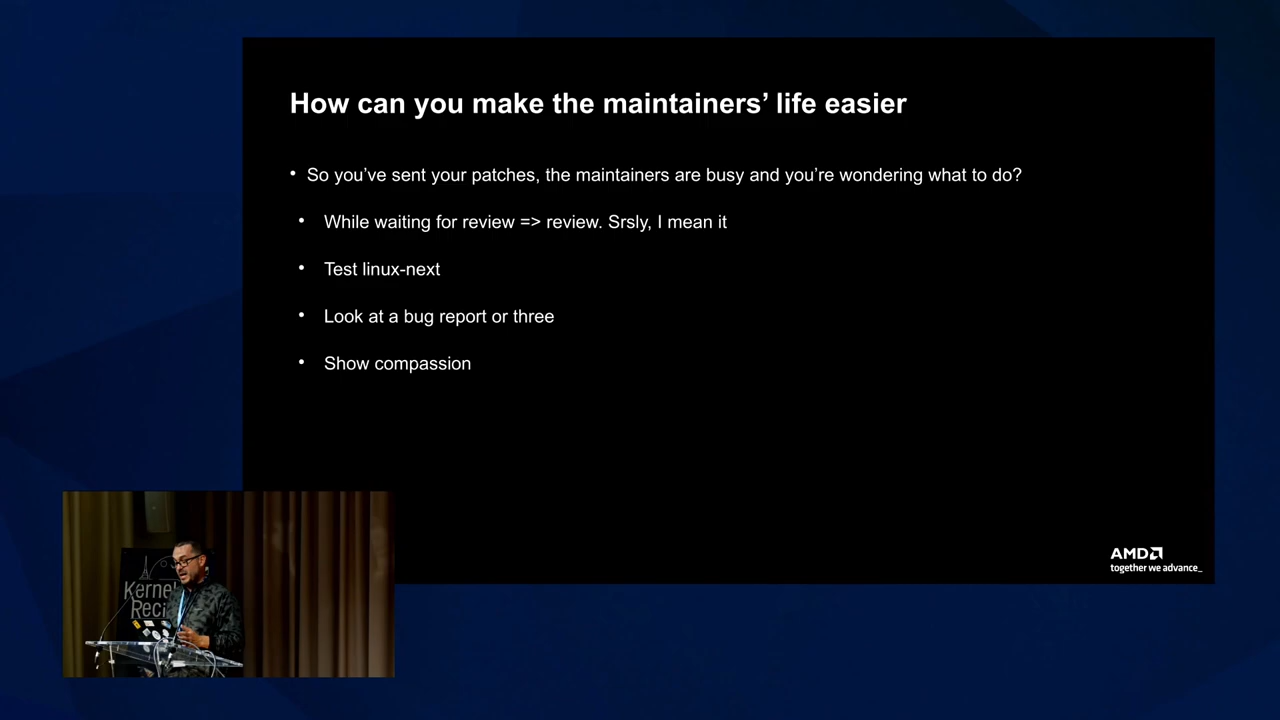 How can you make the maintainers’ life easier
• So you’ve sent your patches, the maintainers are busy and you’re wondering what to do?
• While waiting for review => review. Srsly, I mean it
• Test linux-next
• Look at a bug report or three
• Show compassion
AMD
together we advance_
Kernel
Reci